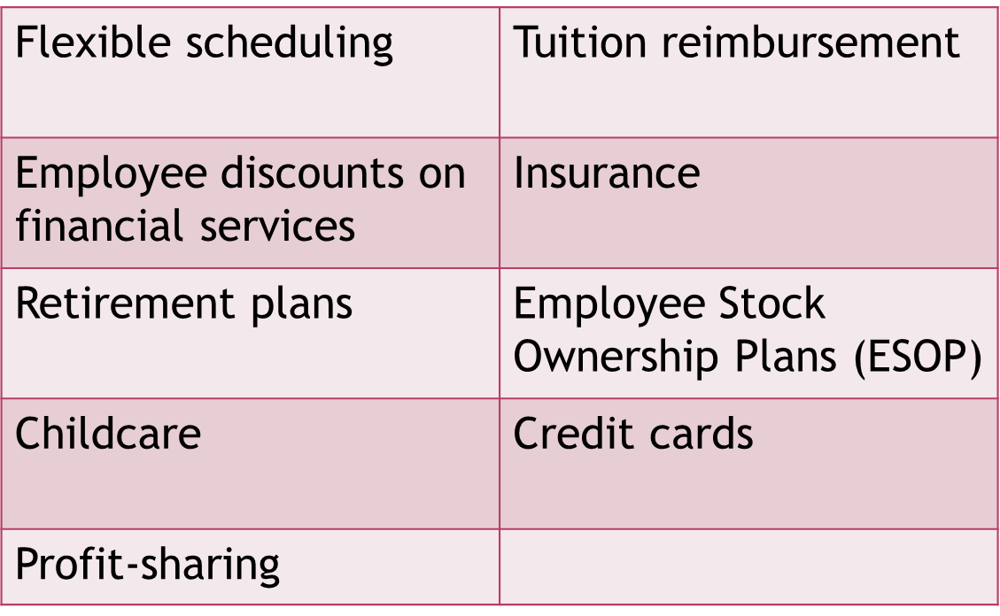 Flexible scheduling
Tuition reimbursement
Employee discounts on
financial services
Insurance
Retirement plans
Employee Stock
Ownership Plans (ESOP)
Childcare
Credit cards
Profit-sharing